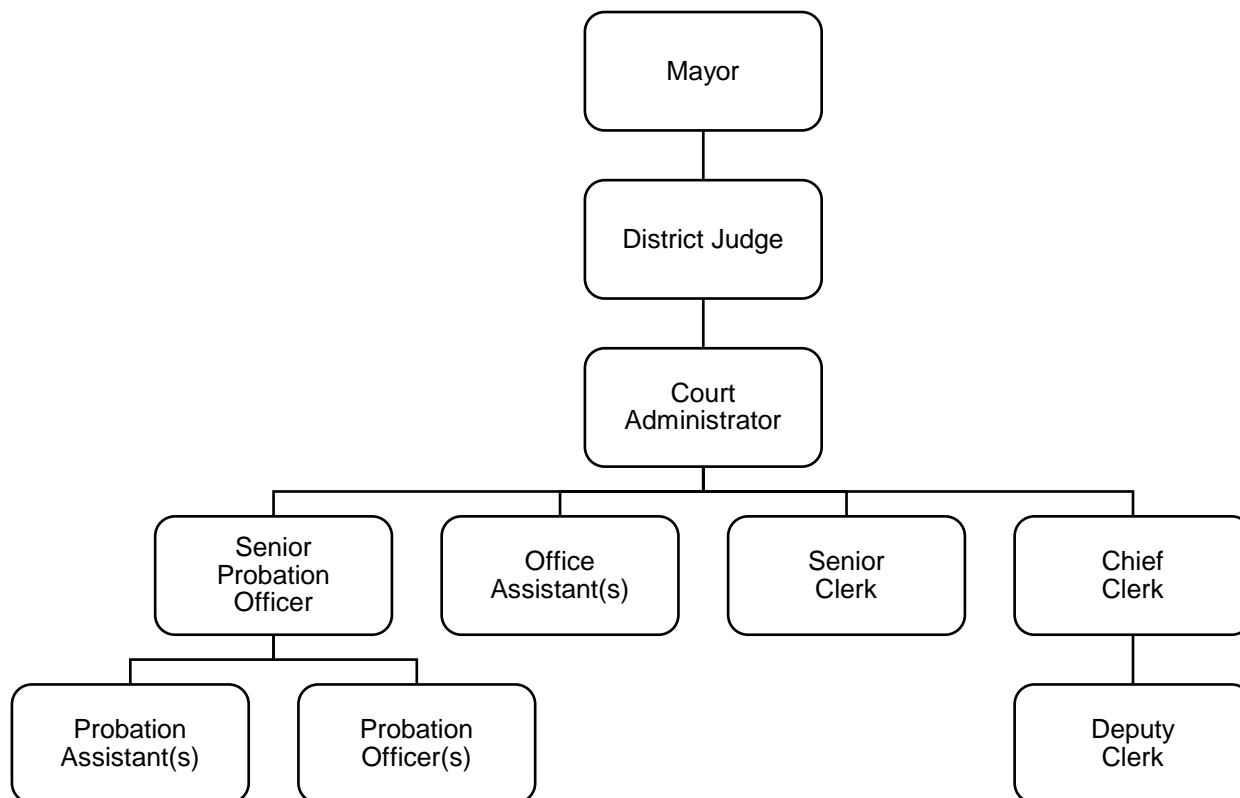 Mayor
District Judge
Court
Administrator
Senior
Probation
Officer
Office
Assistant(s)
Senior
Clerk
Chief
Clerk
Probation
Assistant(s)
Probation
Officer(s)
Deputy
Clerk